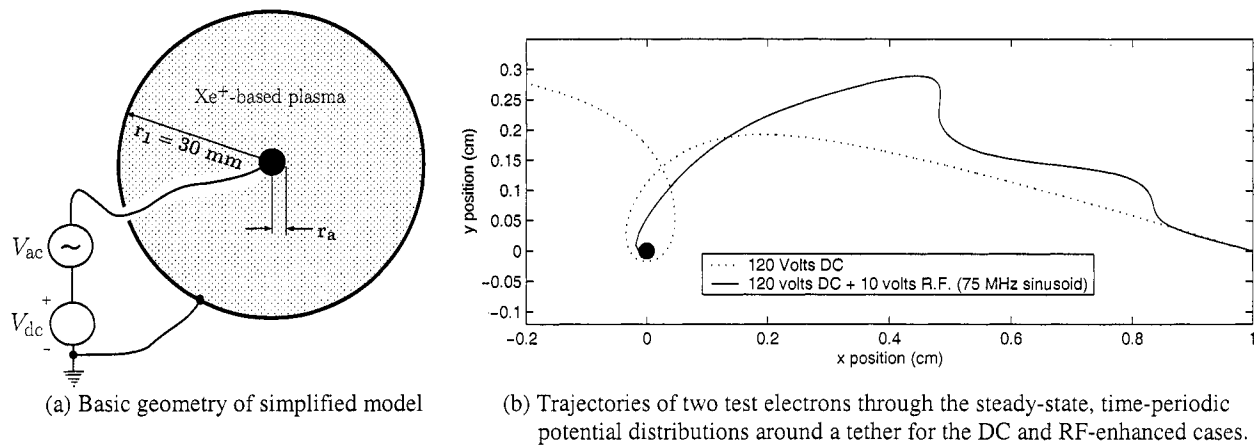 Xe+-based plasma
r1 = 30 mm
ra
Vac
~
+
Vdc
-
(a) Basic geometry of simplified model
y position (cm)
0.3
0.25
0.2
0.15
0.1
0.05
0
-0.05
-0.1
120 Volts DC
120 volts DC + 10 volts R.F. (75 MHz sinusoid)
-0.2
0
0.2
0.4
0.6
0.8
1
x position (cm)
(b) Trajectories of two test electrons through the steady-state, time-periodic
potential distributions around a tether for the DC and RF-enhanced cases.